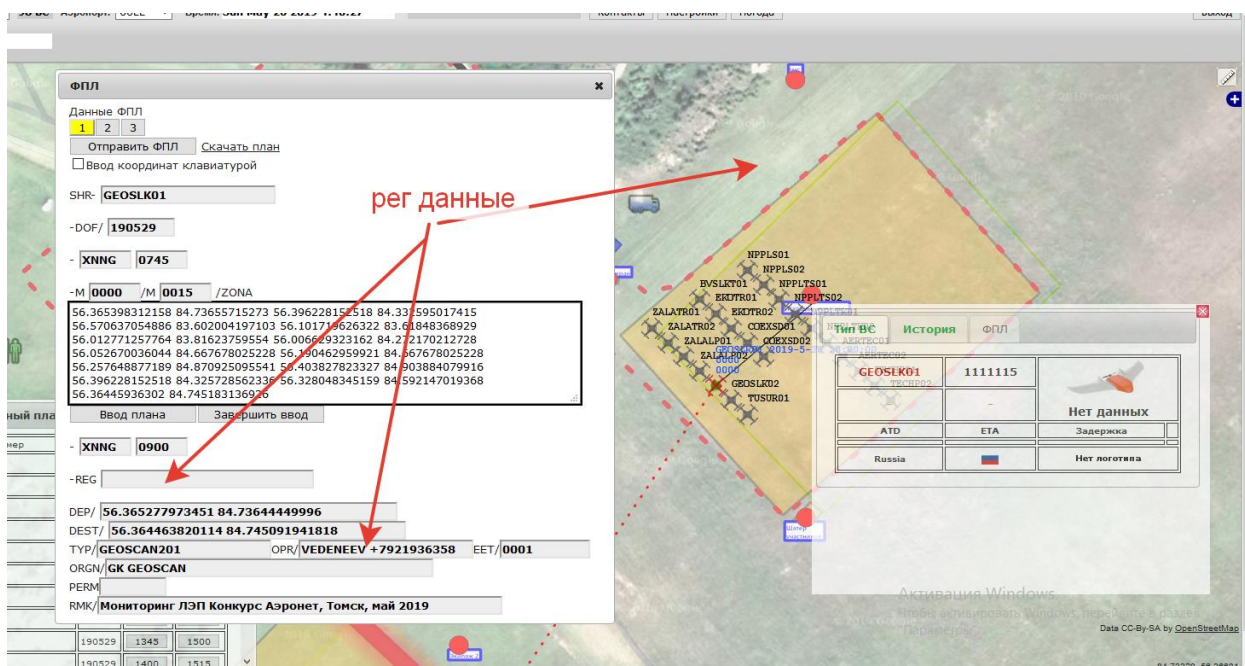 ФПЛ
Данные ФПЛ
1 2 3
Отправить ФПЛ Скачать план
Ввод координат клавиатурой
SHR- GEOSLK01
-DOF/ 190529
- XNNG 0745
-M 0000 /M 0015 /ZONA
56.365398312158 84.73655715273 56.396228152518 84.332595017415
56.570637054886 83.602004197103 56.101719626322 83.61848368929
56.012771257764 83.81623759554 56.006629323162 84.272170212728
56.052670036044 84.667678025228 56.190462959921 84.667678025228
56.257648877189 84.870925095541 56.403827823327 84.903884079916
56.396228152518 84.325728562336 56.328048345159 84.592147019368
56.36445936302 84.745183136926
Ввод плана Завершить ввод
- XNNG 0900
-REG
DEP/ 56.365277973451 84.73644449996
DEST/ 56.364463820114 84.745091941818
TYP/ GEOSCAN201 OPR/ VEDENEEV +7921936358 EET/ 0001
ORGN/ GK GEOSCAN
PERM
RMK/ Мониторинг ЛЭП Конкурс Аэронет, Томск, май 2019
190529 1345 1500
190529 1400 1515
рег данные
NPPLS01
NPPLS02
BVSLKT01 NPPLTS01
EKDTR01 NPPLTS02
ZALATR01 EKDTR02
ZALATR02 COEXSD01
ZALALP01 COEXSD02
ZALALP02
0000
0000
GEOSLK02
TUSUR01
AERTEC01
AERTEC02
TECHP02
Тип ВС История ФПЛ
GEOSLK01 1111115
-
Нет данных
ATD ETA Задержка
Russia Нет логотипа
Шатер
Активация Windows
Data CC-By-SA by OpenStreetMap